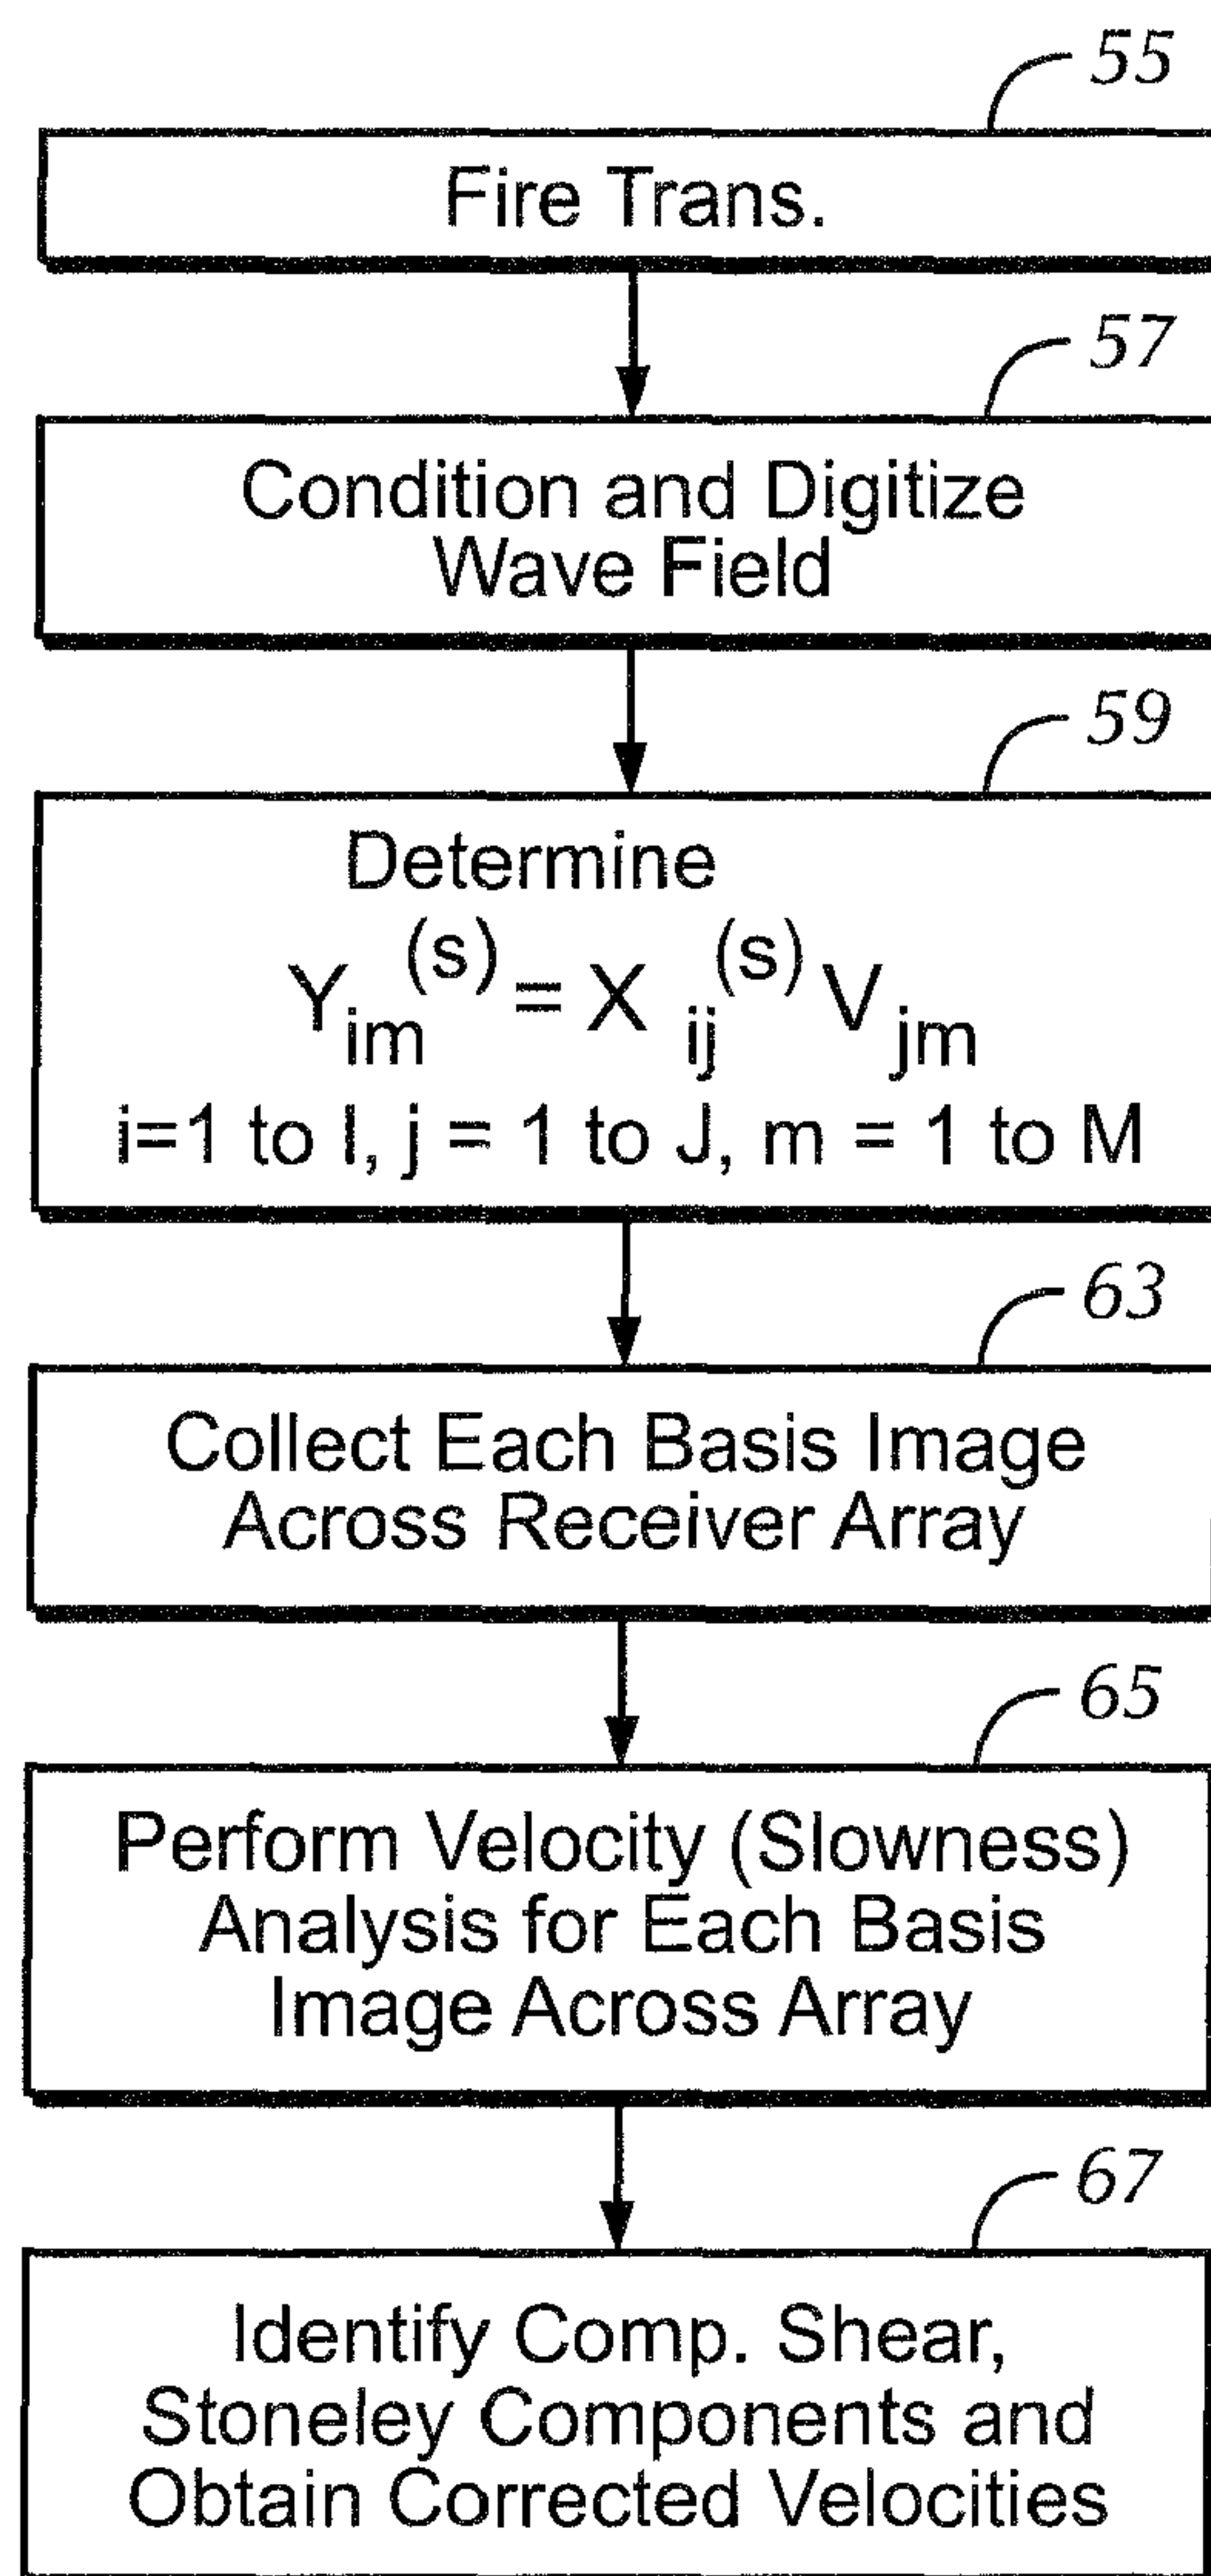 55
Fire Trans.
57
Condition and Digitize
Wave Field
59
Determine
Y_im^(s) = X_ij^(s) V_jm
i=1 to I, j = 1 to J, m = 1 to M
63
Collect Each Basis Image
Across Receiver Array
65
Perform Velocity (Slowness)
Analysis for Each Basis
Image Across Array
67
Identify Comp. Shear,
Stoneley Components and
Obtain Corrected Velocities